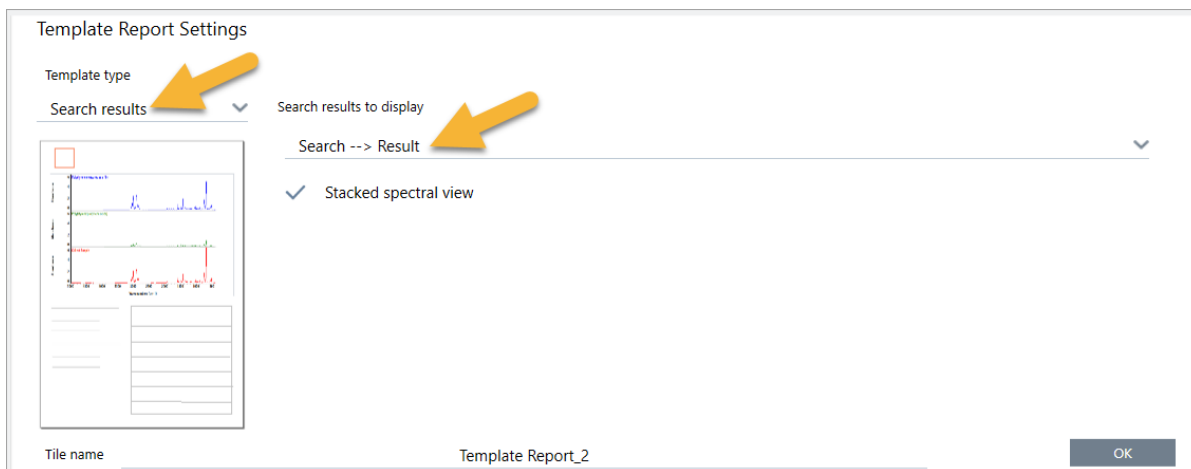 Template Report Settings
Template type
Search results
Search results to display
Search --> Result
Stacked spectral view
Tile name
Template Report_2
OK